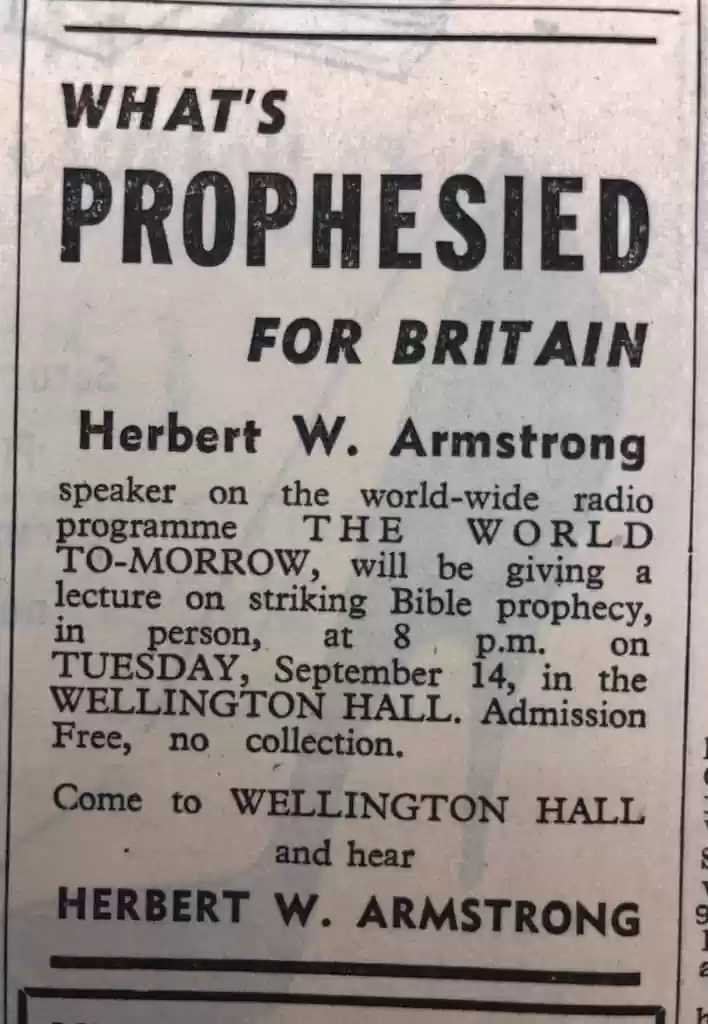 WHAT'S
PROPHESIED
FOR BRITAIN
Herbert W. Armstrong
speaker on the world-wide radio
programme THE WORLD
TO-MORROW, will be giving a
lecture on striking Bible prophecy,
in person, at 8 p.m. on
TUESDAY, September 14, in the
WELLINGTON HALL. Admission
Free, no collection.
Come to WELLINGTON HALL
and hear
HERBERT W. ARMSTRONG